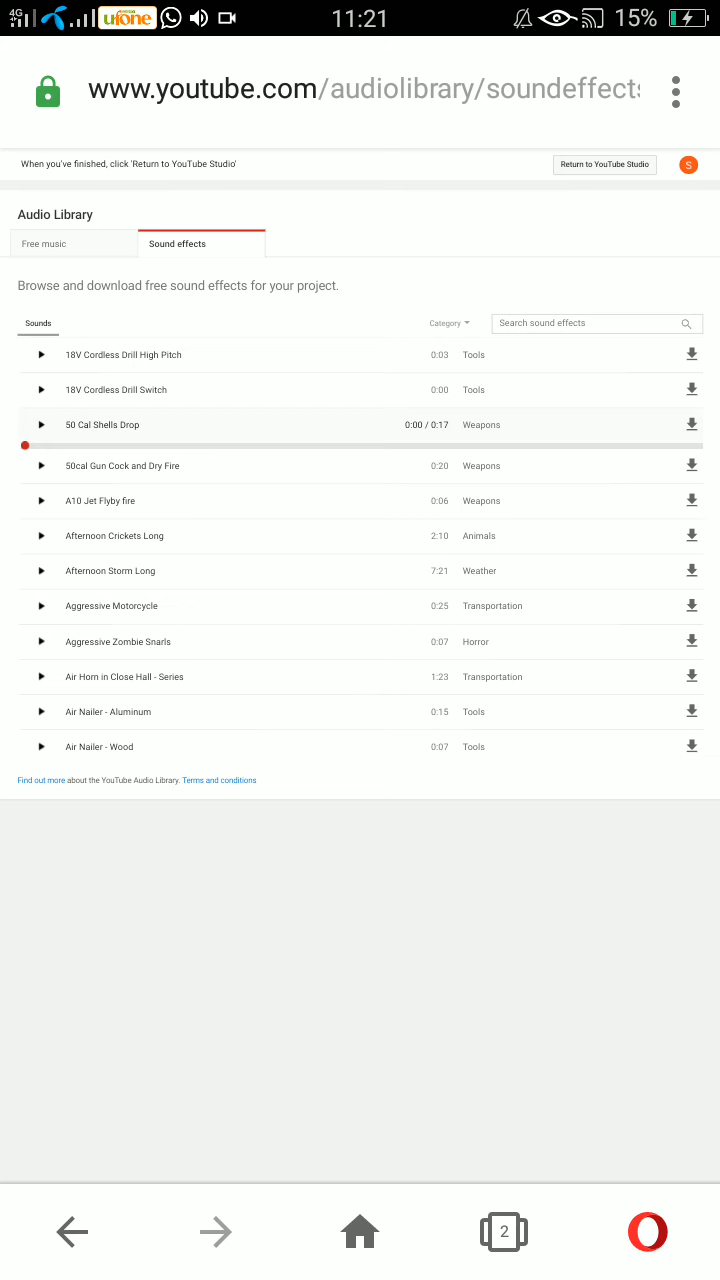 4G ufone 11:21 15%
www.youtube.com/audiolibrary/soundeffect
When you've finished, click 'Return to YouTube Studio' Return to YouTube Studio S
Audio Library
Free music Sound effects
Browse and download free sound effects for your project.
Sounds Category Search sound effects
18V Cordless Drill High Pitch 0:03 Tools
18V Cordless Drill Switch 0:00 Tools
50 Cal Shells Drop 0:00 / 0:17 Weapons
50cal Gun Cock and Dry Fire 0:20 Weapons
A10 Jet Flyby fire 0:06 Weapons
Afternoon Crickets Long 2:10 Animals
Afternoon Storm Long 7:21 Weather
Aggressive Motorcycle 0:25 Transportation
Aggressive Zombie Snarls 0:07 Horror
Air Horn in Close Hall - Series 1:23 Transportation
Air Nailer - Aluminum 0:15 Tools
Air Nailer - Wood 0:07 Tools
Find out more about the YouTube Audio Library. Terms and conditions
2